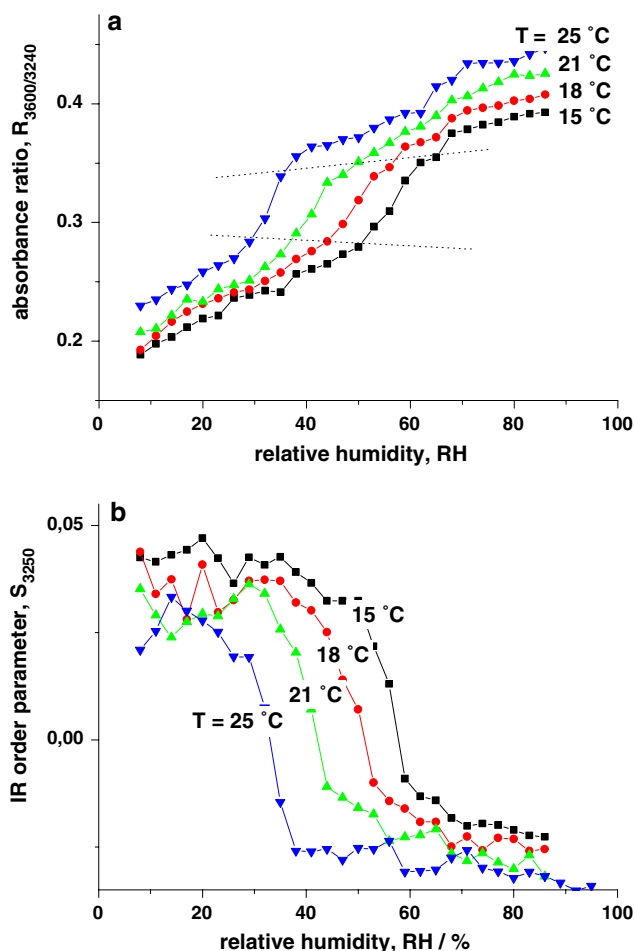 a
T = 25 ˚C
21 ˚C
18 ˚C
15 ˚C
absorbance ratio, R3600/3240
0.4
0.3
0.2
0 20 40 60 80 100
relative humidity, RH
b
0,05
0,00
IR order parameter, S3250
15 ˚C
18 ˚C
21 ˚C
T = 25 ˚C
0 20 40 60 80 100
relative humidity, RH / %